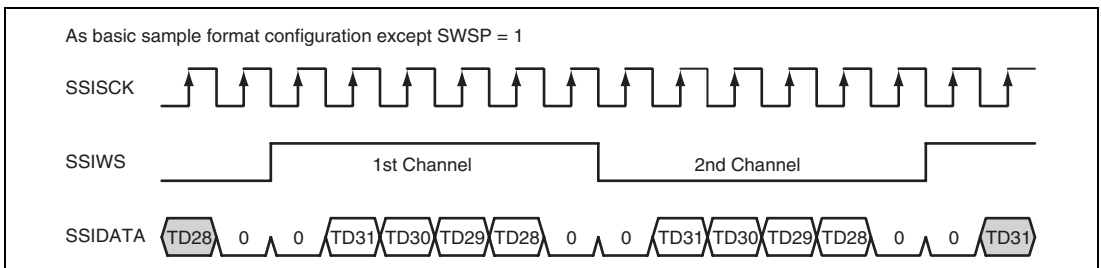 As basic sample format configuration except SWSP = 1
SSISCK
SSIWS 1st Channel 2nd Channel
SSIDATA TD28 0 0 TD31 TD30 TD29 TD28 0 0 TD31 TD30 TD29 TD28 0 0 TD31